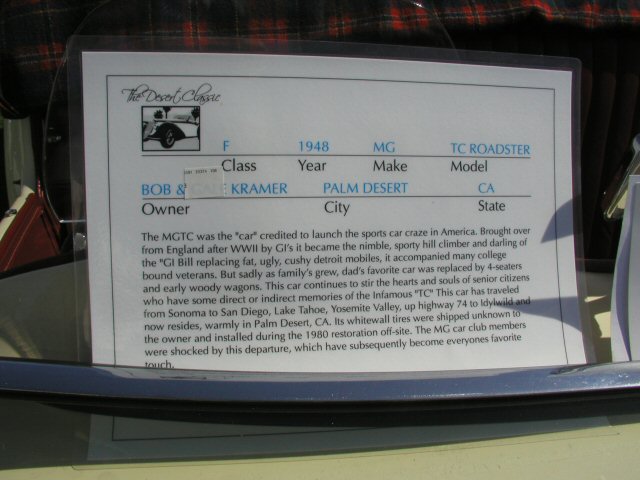 The Desert Classic
F 1948 MG TC ROADSTER
Class Year Make Model
BOB & KRAMER PALM DESERT CA
Owner City State
The MGTC was the "car" credited to launch the sports car craze in America. Brought over
from England after WWII by GI's it became the nimble, sporty hill climber and darling of
the "GI Bill replacing fat, ugly, cushy detroit mobiles, it accompanied many college
bound veterans. But sadly as family's grew, dad's favorite car was replaced by 4-seaters
and early woody wagons. This car continues to stir the hearts and souls of senior citizens
who have some direct or indirect memories of the Infamous "TC" This car has traveled
from Sonoma to San Diego, Lake Tahoe, Yosemite Valley, up highway 74 to Idylwild and
now resides, warmly in Palm Desert, CA. Its whitewall tires were shipped unknown to
the owner and installed during the 1980 restoration off-site. The MG car club members
were shocked by this departure, which have subsequently become everyones favorite
touch.